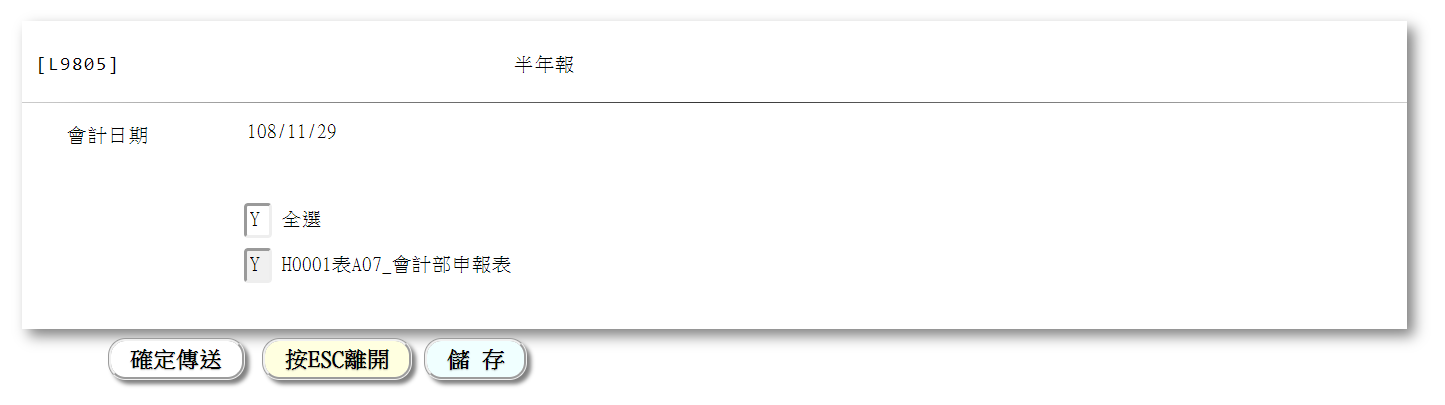 [L9805] 半年報
會計日期 108/11/29
Y 全選
Y H0001表A07_會計部申報表
確定傳送 按ESC離開 儲 存